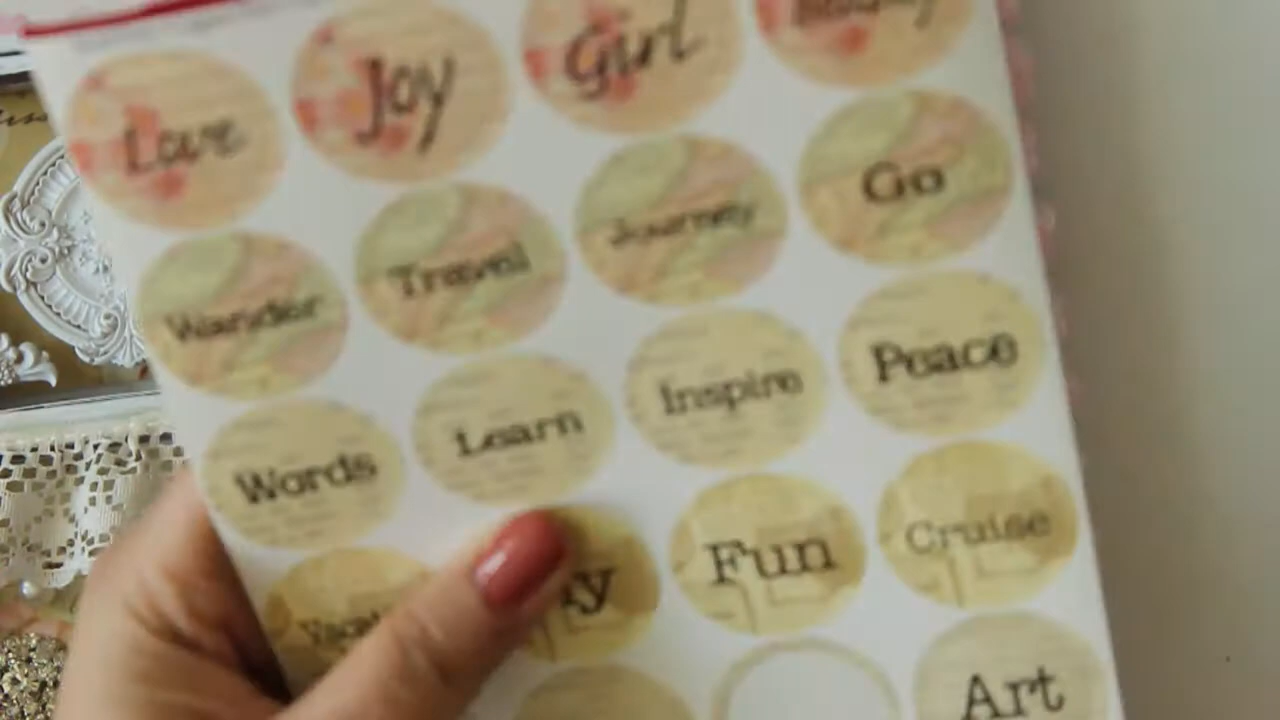 Love Joy Girl
Wander Travel Journey Go
Words Learn Inspire Peace
Fun Cruise
Art